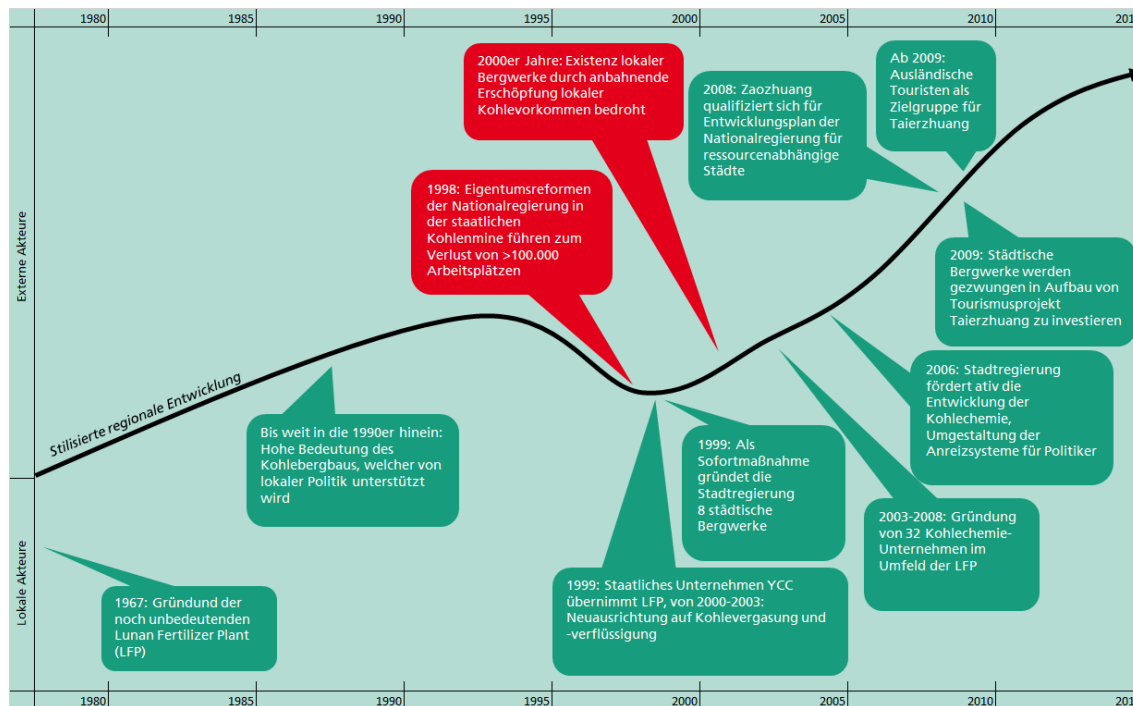 1980 1985 1990 1995 2000 2005 2010 201
Externe Akteure
Lokale Akteure
Stilisierte regionale Entwicklung
2000er Jahre: Existenz lokaler
Bergwerke durch anbahnende
Erschöpfung lokaler
Kohlevorkommen bedroht
1998: Eigentumsreformen
der Nationalregierung in
der staatlichen
Kohlenmine führen zum
Verlust von >100.000
Arbeitsplätzen
2008: Zaozhuang
qualifiziert sich für
Entwicklungsplan der
Nationalregierung für
ressourcenabhängige
Städte
Ab 2009:
Ausländische
Touristen als
Zielgruppe für
Taierzhuang
2009: Städtische
Bergwerke werden
gezwungen in Aufbau von
Tourismusprojekt
Taierzhuang zu investieren
2006: Stadtregierung
fördert ativ die
Entwicklung der
Kohlechemie,
Umgestaltung der
Anreizsysteme für Politiker
Bis weit in die 1990er hinein:
Hohe Bedeutung des
Kohlebergbaus, welcher von
lokaler Politik unterstützt
wird
1999: Als
Sofortmaßnahme
gründet die
Stadtregierung
8 städtische
Bergwerke
2003-2008: Gründung
von 32 Kohlechemie-
Unternehmen im
Umfeld der LFP
1967: Gründund der
noch unbedeutenden
Lunan Fertilizer Plant
(LFP)
1999: Staatliches Unternehmen YCC
übernimmt LFP, von 2000-2003:
Neuausrichtung auf Kohlevergasung und
-verflüssigung
1980 1985 1990 1995 2000 2005 2010 201